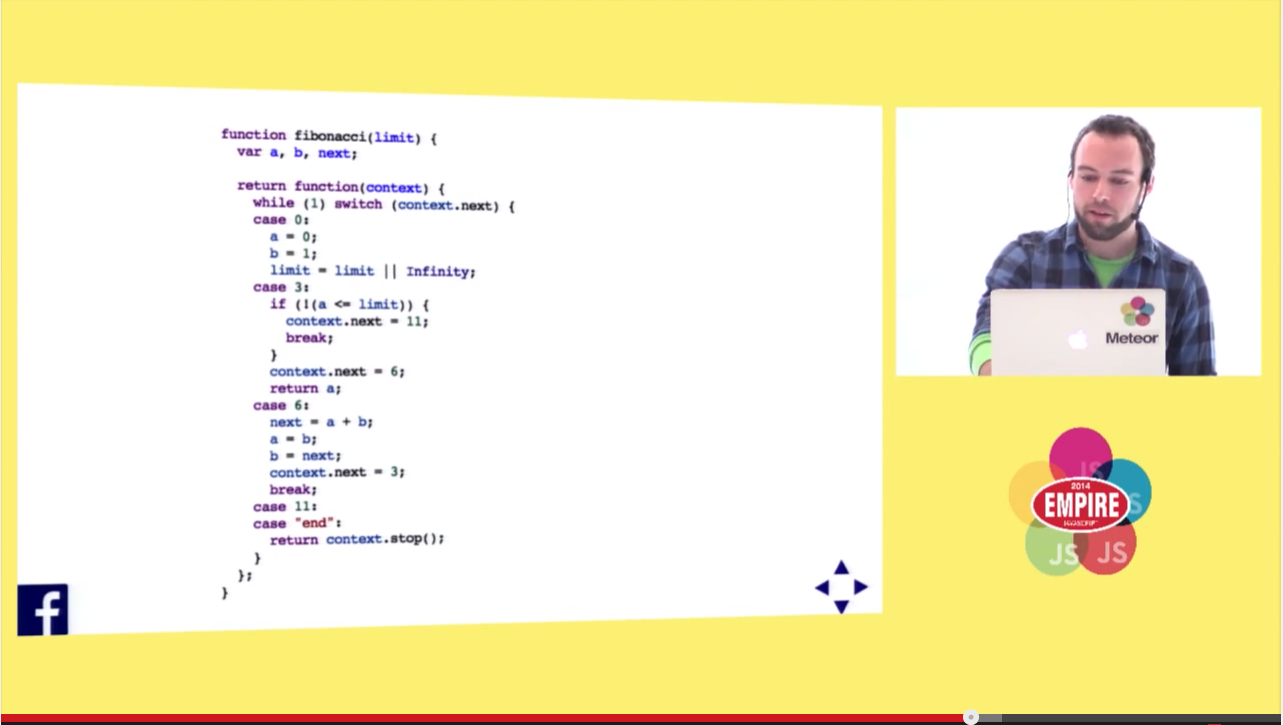 function fibonacci(limit) {
var a, b, next;
return function(context) {
while (1) switch (context.next) {
case 0:
a = 0;
b = 1;
limit = limit || Infinity;
case 3:
if (!(a <= limit)) {
context.next = 11;
break;
}
context.next = 6;
return a;
case 6:
next = a + b;
a = b;
b = next;
context.next = 3;
break;
case 11:
case "end":
return context.stop();
}
};
}
f
Meteor
JS
2014
EMPIRE
JAVASCRIPT
JS
JS
JS